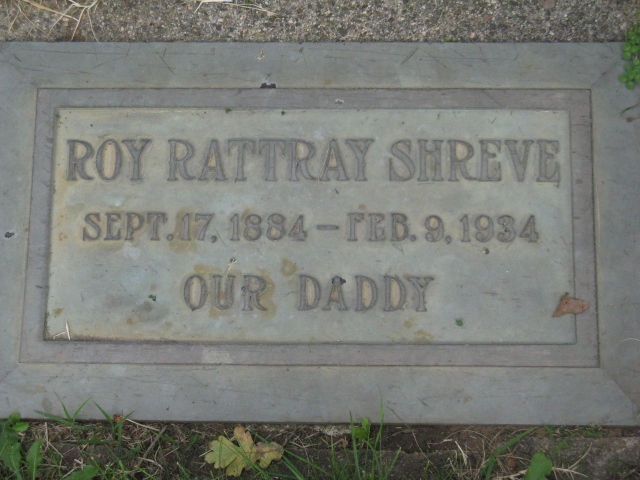 ROY RATTRAY SHREVE
SEPT. 17, 1884 – FEB. 9, 1934
OUR DADDY